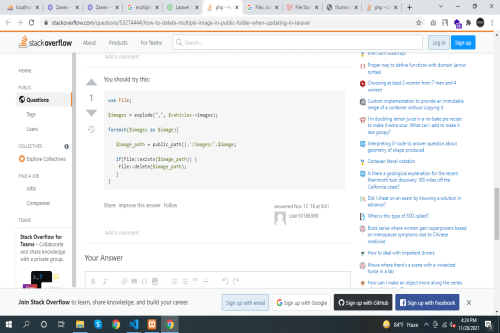 localho
Zanex
Zanex
Laravel
php - H
multipl
Files da
File Sto
Illumin
php - L
stackoverflow.com/questions/53274444/how-to-delete-multiple-image-in-public-folder-when-updating-in-laravel
stackoverflow
About
Products
For Teams
Search...
Log in
Sign up
Home
PUBLIC
Questions
Tags
Users
COLLECTIVES
Explore Collectives
FIND A JOB
Jobs
Companies
TEAMS
Stack Overflow for
Teams – Collaborate
and share knowledge
with a private group.
Add a comment
You should try this:
1
use File;
$images = explode(",", $vehicles->images);
foreach($images as $image){
$image_path = public_path().'/images/'.$image;
if(File::exists($image_path)) {
File::delete($image_path);
}
}
Share Improve this answer Follow
answered Nov 13 '18 at 6:41
user10186369
Add a comment
Your Answer
Proper way to define functions with domain (arrow
syntax)
Choosing at least 2 women from 7 men and 4
women
Custom implementation to provide an immutable
range of a container without copying it
I'm doubling lemon juice in a no-bake pie recipe
to make it extra sour. What can I add to make it
less goopy?
Interpreting G-code to answer question about
geometry of shape produced
Cartesian literal notation
Is there a geological explanation for the recent
Mammoth took discovery 185 miles off the
California coast?
Did I cheat on an exam by knowing a solution in
advance?
What is this type of SSD called?
Book series where women gain superpowers based
on menopause symptoms due to Chinese
medicine
How to deal with impatient drivers
Movie where there's a scene with a vivisected
horse in a lab
How can I make an object move along the vertex
Join Stack Overflow to learn, share knowledge, and build your career.
Sign up with email
Sign up with Google
Sign up with GitHub
Sign up with Facebook
84°F Haze
4:24 PM
11/20/2021